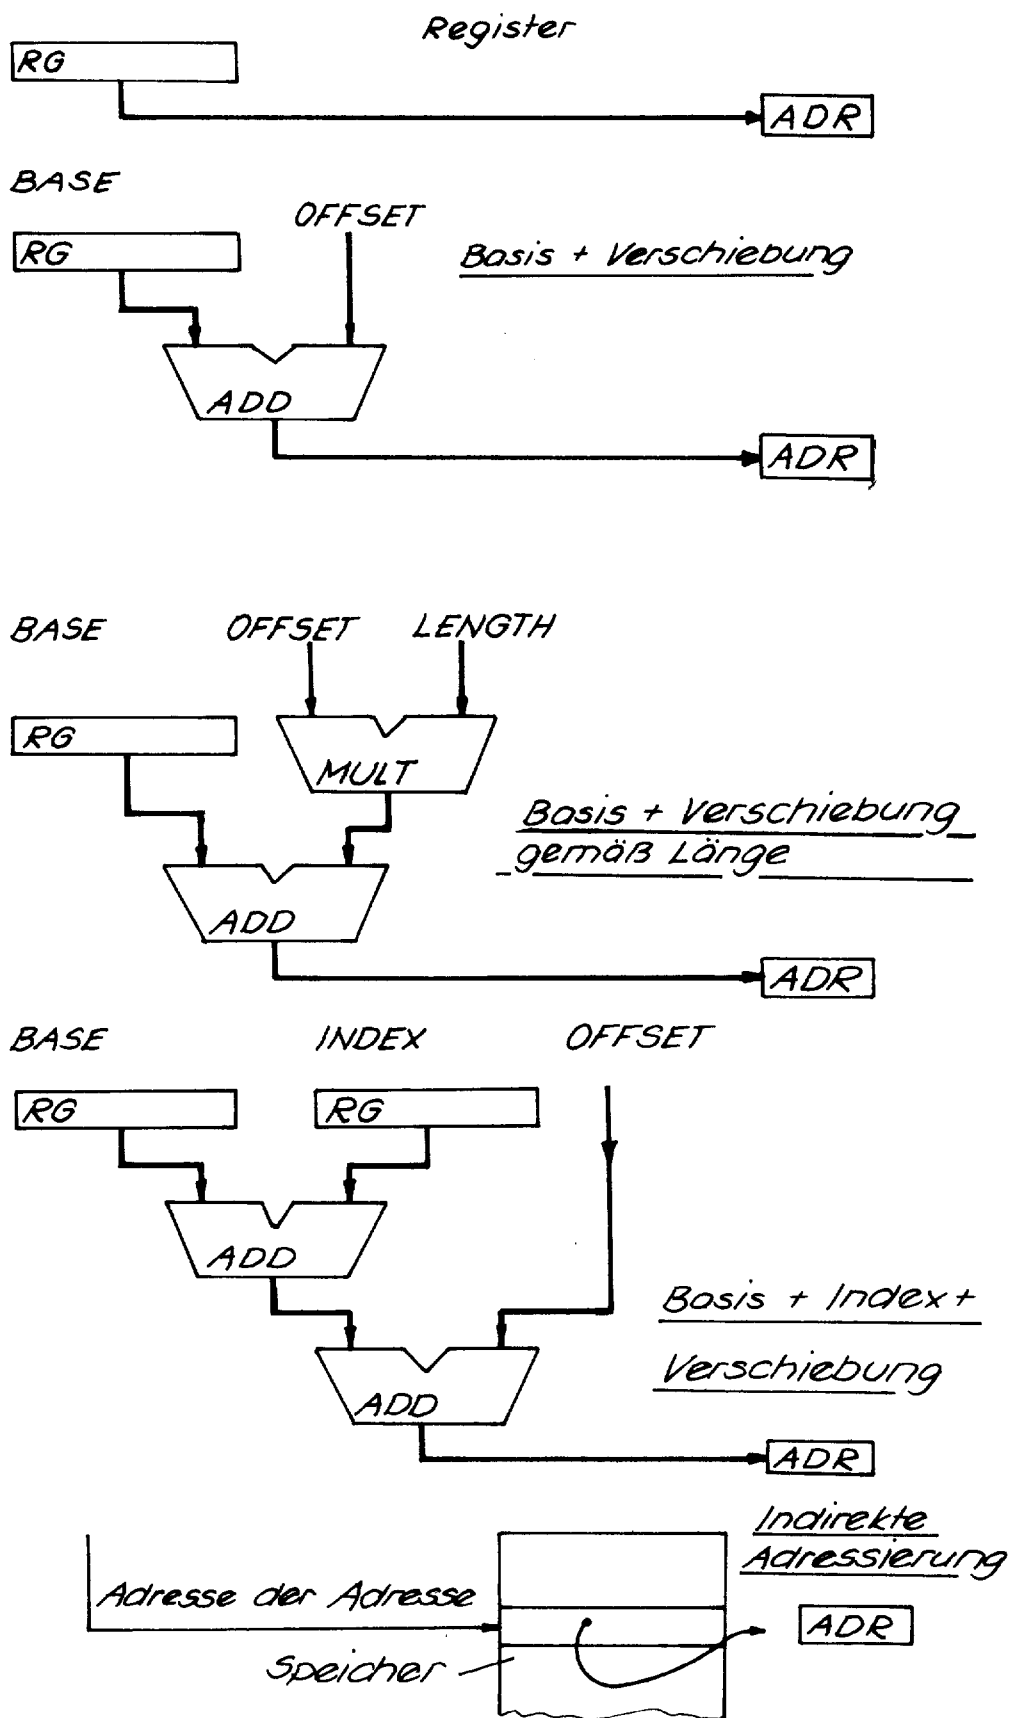 Register
RG
ADR
BASE
OFFSET
RG
Basis + Verschiebung
ADD
ADR
BASE OFFSET LENGTH
RG
MULT
Basis + Verschiebung
gemäß Länge
ADD
ADR
BASE INDEX OFFSET
RG RG
ADD
Basis + Index +
Verschiebung
ADD
ADR
Indirekte
Adressierung
Adresse der Adresse
ADR
Speicher